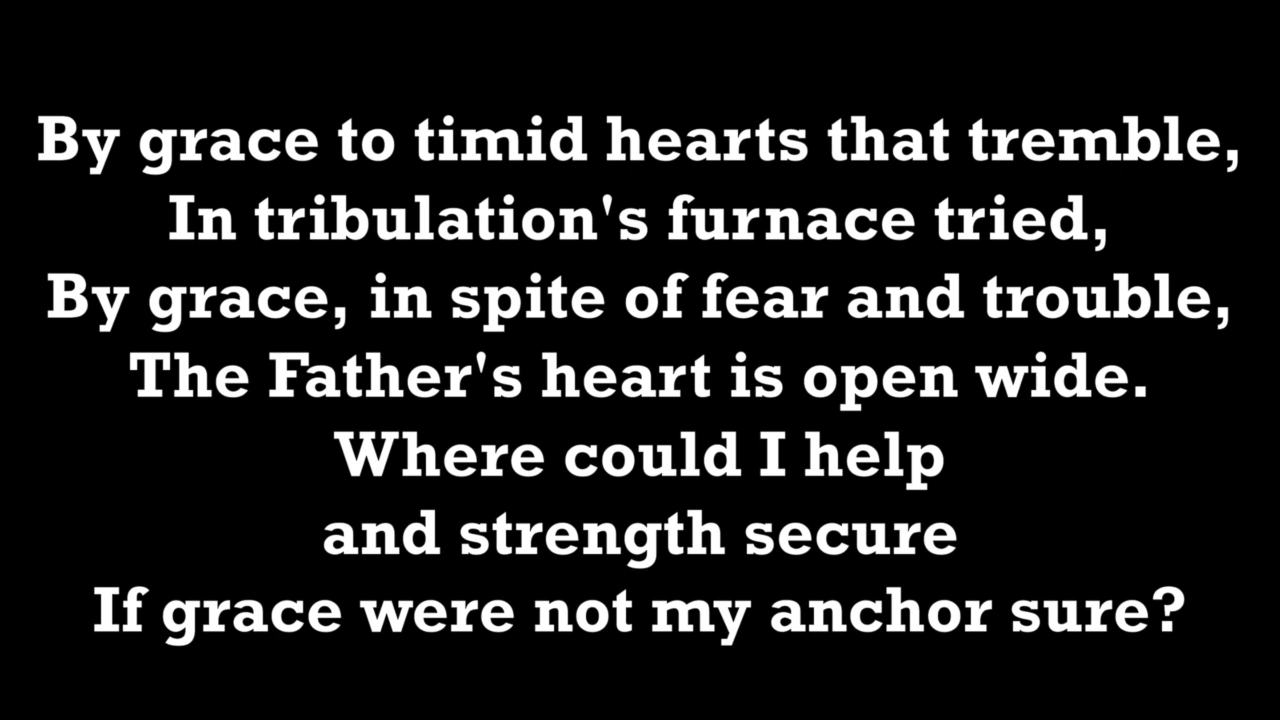 By grace to timid hearts that tremble,
In tribulation's furnace tried,
By grace, in spite of fear and trouble,
The Father's heart is open wide.
Where could I help
and strength secure
If grace were not my anchor sure?